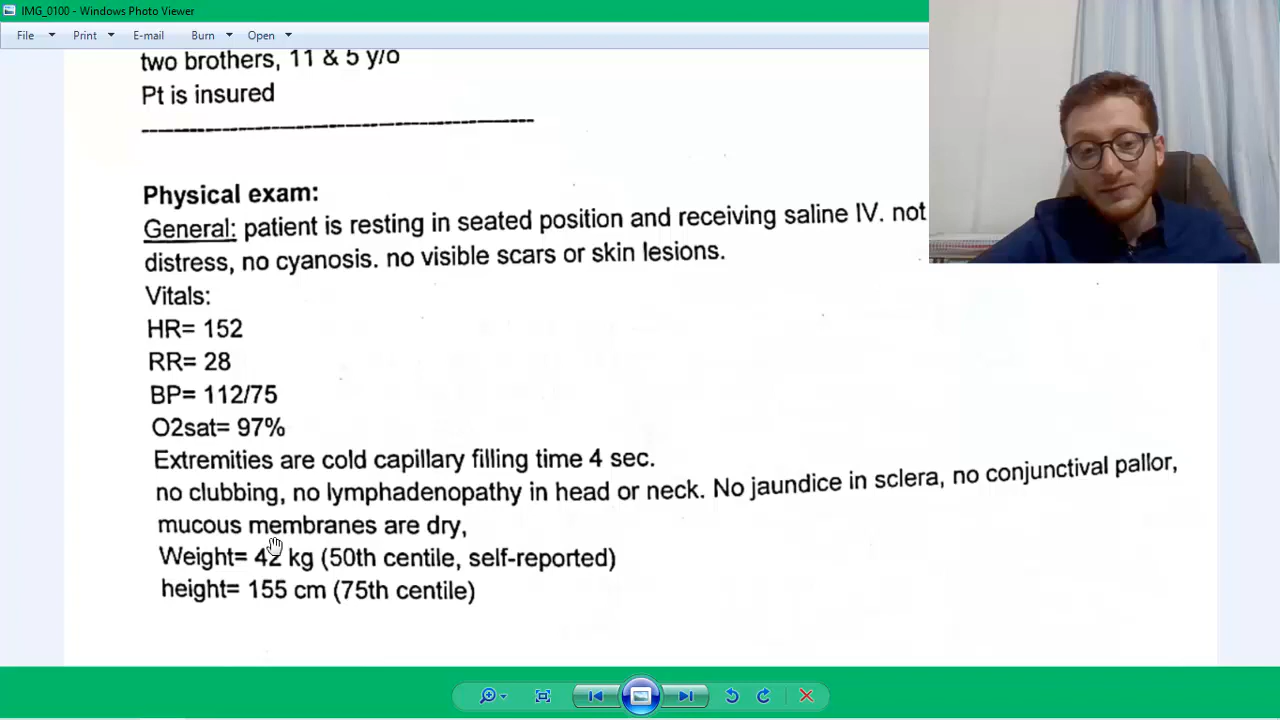 IMG_0100 - Windows Photo Viewer
File Print E-mail Burn Open
two brothers, 11 & 5 y/o
Pt is insured
--------------------------------------------------
Physical exam:
General: patient is resting in seated position and receiving saline IV. not
distress, no cyanosis. no visible scars or skin lesions.
Vitals:
HR= 152
RR= 28
BP= 112/75
O2sat= 97%
Extremities are cold capillary filling time 4 sec.
no clubbing, no lymphadenopathy in head or neck. No jaundice in sclera, no conjunctival pallor,
mucous membranes are dry,
Weight= 42 kg (50th centile, self-reported)
height= 155 cm (75th centile)